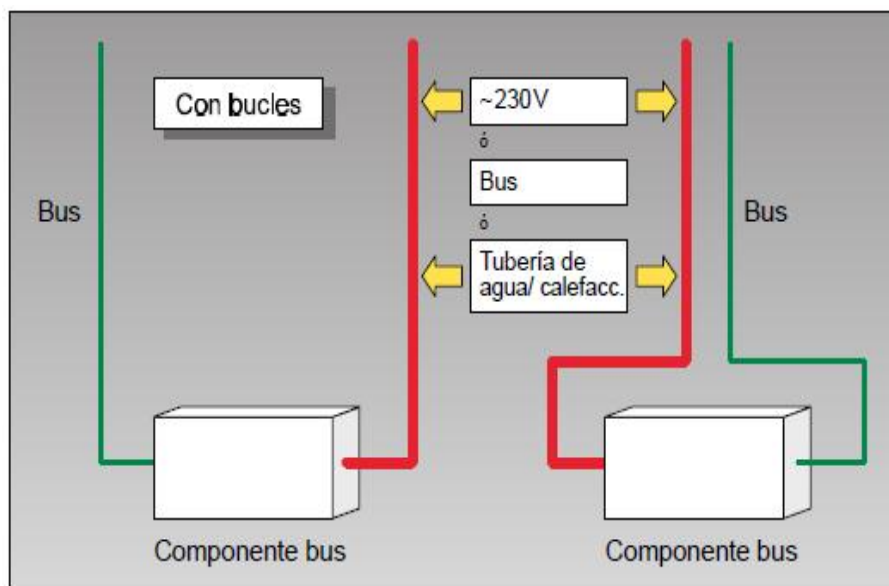 Con bucles
~230V
ó
Bus
ó
Tubería de
agua/ calefacc.
Bus
Bus
Componente bus
Componente bus